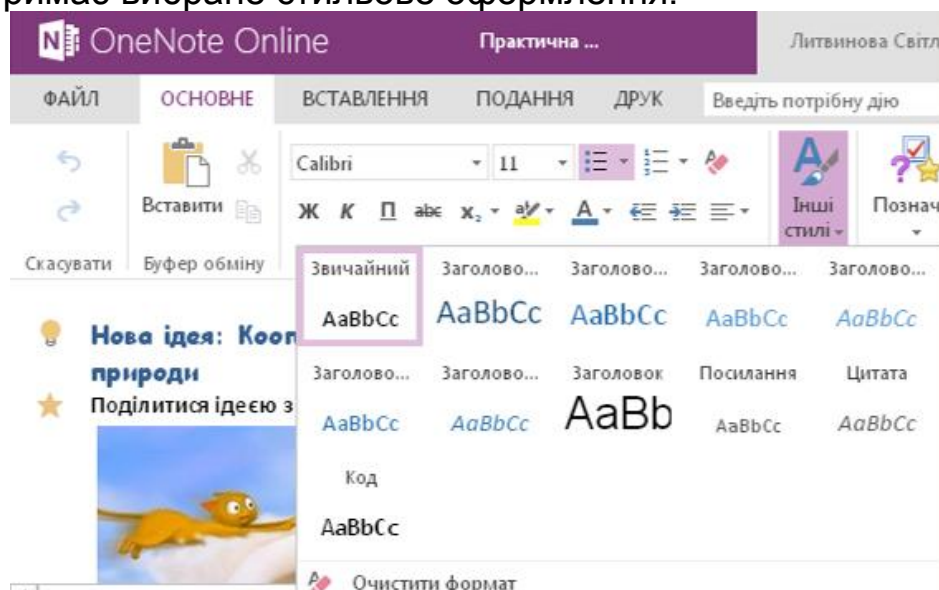 римає вибране стильове оформлення.
N OneNote Online Практична ... Литвинова Світл
ФАЙЛ ОСНОВНЕ ВСТАВЛЕННЯ ПОДАННЯ ДРУК Введіть потрібну дію
Calibri 11
Вставити Ж К П abc x₂ ab A Інші стилі Познач
Скасувати Буфер обміну
Звичайний Заголово... Заголово... Заголово... Заголово...
AaBbCc AaBbCc AaBbCc AaBbCc AaBbCc
Нова ідея: Кооп
природи
Поділитися ідеєю з
Заголово... Заголово... Заголовок Посилання Цитата
AaBbCc AaBbCc AaBb AaBbCc AaBbCc
Код
AaBbCc
Очистити формат